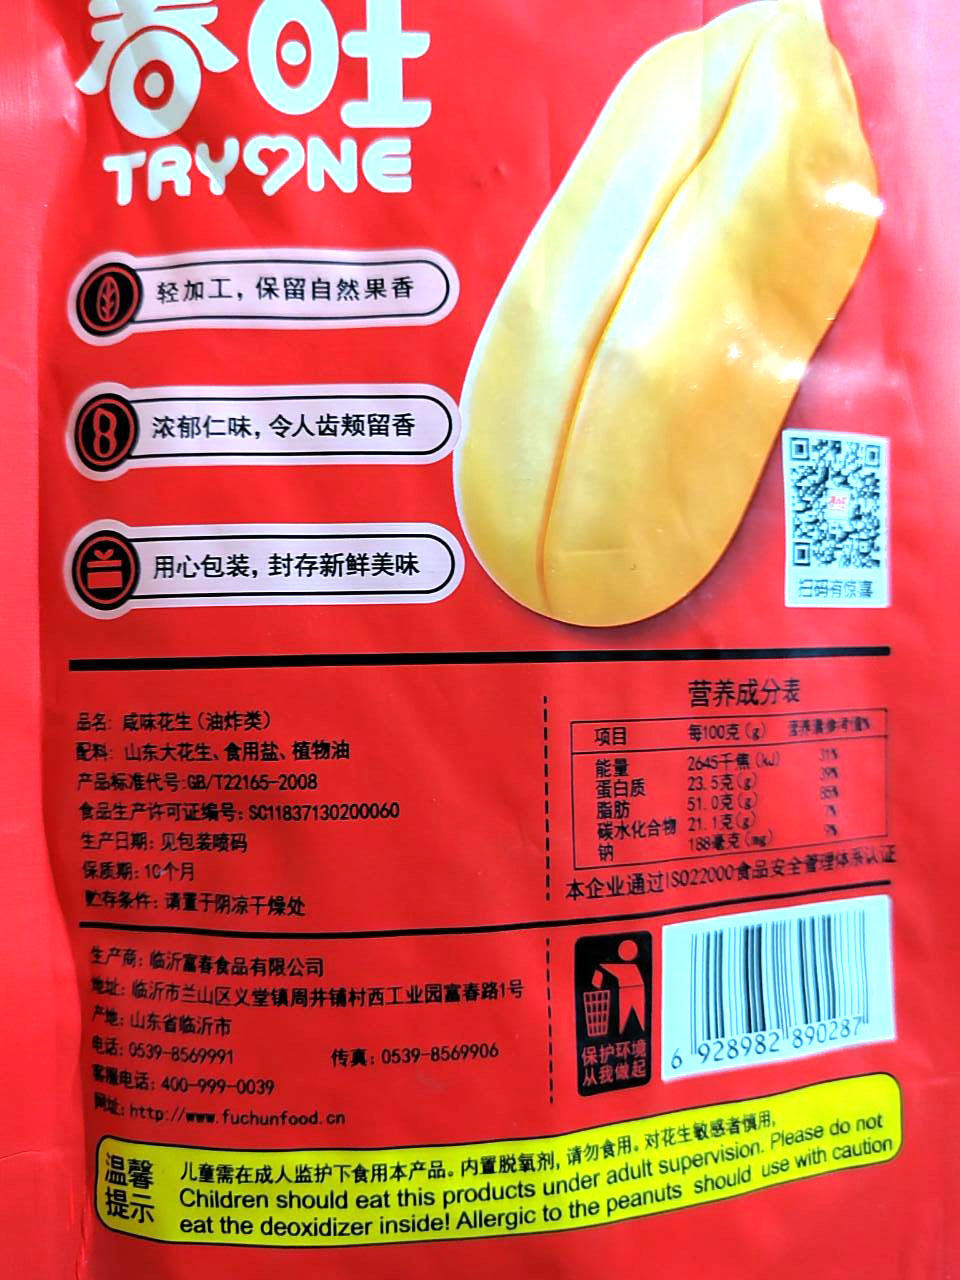 春旺
TRYONE
轻加工，保留自然果香
浓郁仁味，令人齿颊留香
用心包装，封存新鲜美味
扫码有惊喜
品名：咸味花生（油炸类）
配料：山东大花生、食用盐、植物油
产品标准代号:GB/T22165-2008
食品生产许可证编号：SC11837130200060
生产日期：见包装喷码
保质期：10个月
贮存条件：请置于阴凉干燥处
营养成分表
项目 每100克（g） 营养素参考值%
能量 2645千焦（kJ） 31%
蛋白质 23.5克（g） 39%
脂肪 51.0克（g） 85%
碳水化合物 21.1克（g） 7%
钠 188毫克（mg） 9%
本企业通过ISO22000食品安全管理体系认证
生产商：临沂富春食品有限公司
地址：临沂市兰山区义堂镇周井铺村西工业园富春路1号
产地：山东省临沂市
电话：0539-8569991 传真：0539-8569906
客服电话：400-999-0039
网址：http://www.fuchunfood.cn
保护环境
从我做起
6 928982 890287
温馨
提示
儿童需在成人监护下食用本产品。内置脱氧剂，请勿食用。对花生敏感者慎用，
Children should eat this products under adult supervision. Please do not
eat the deoxidizer inside! Allergic to the peanuts should use with caution